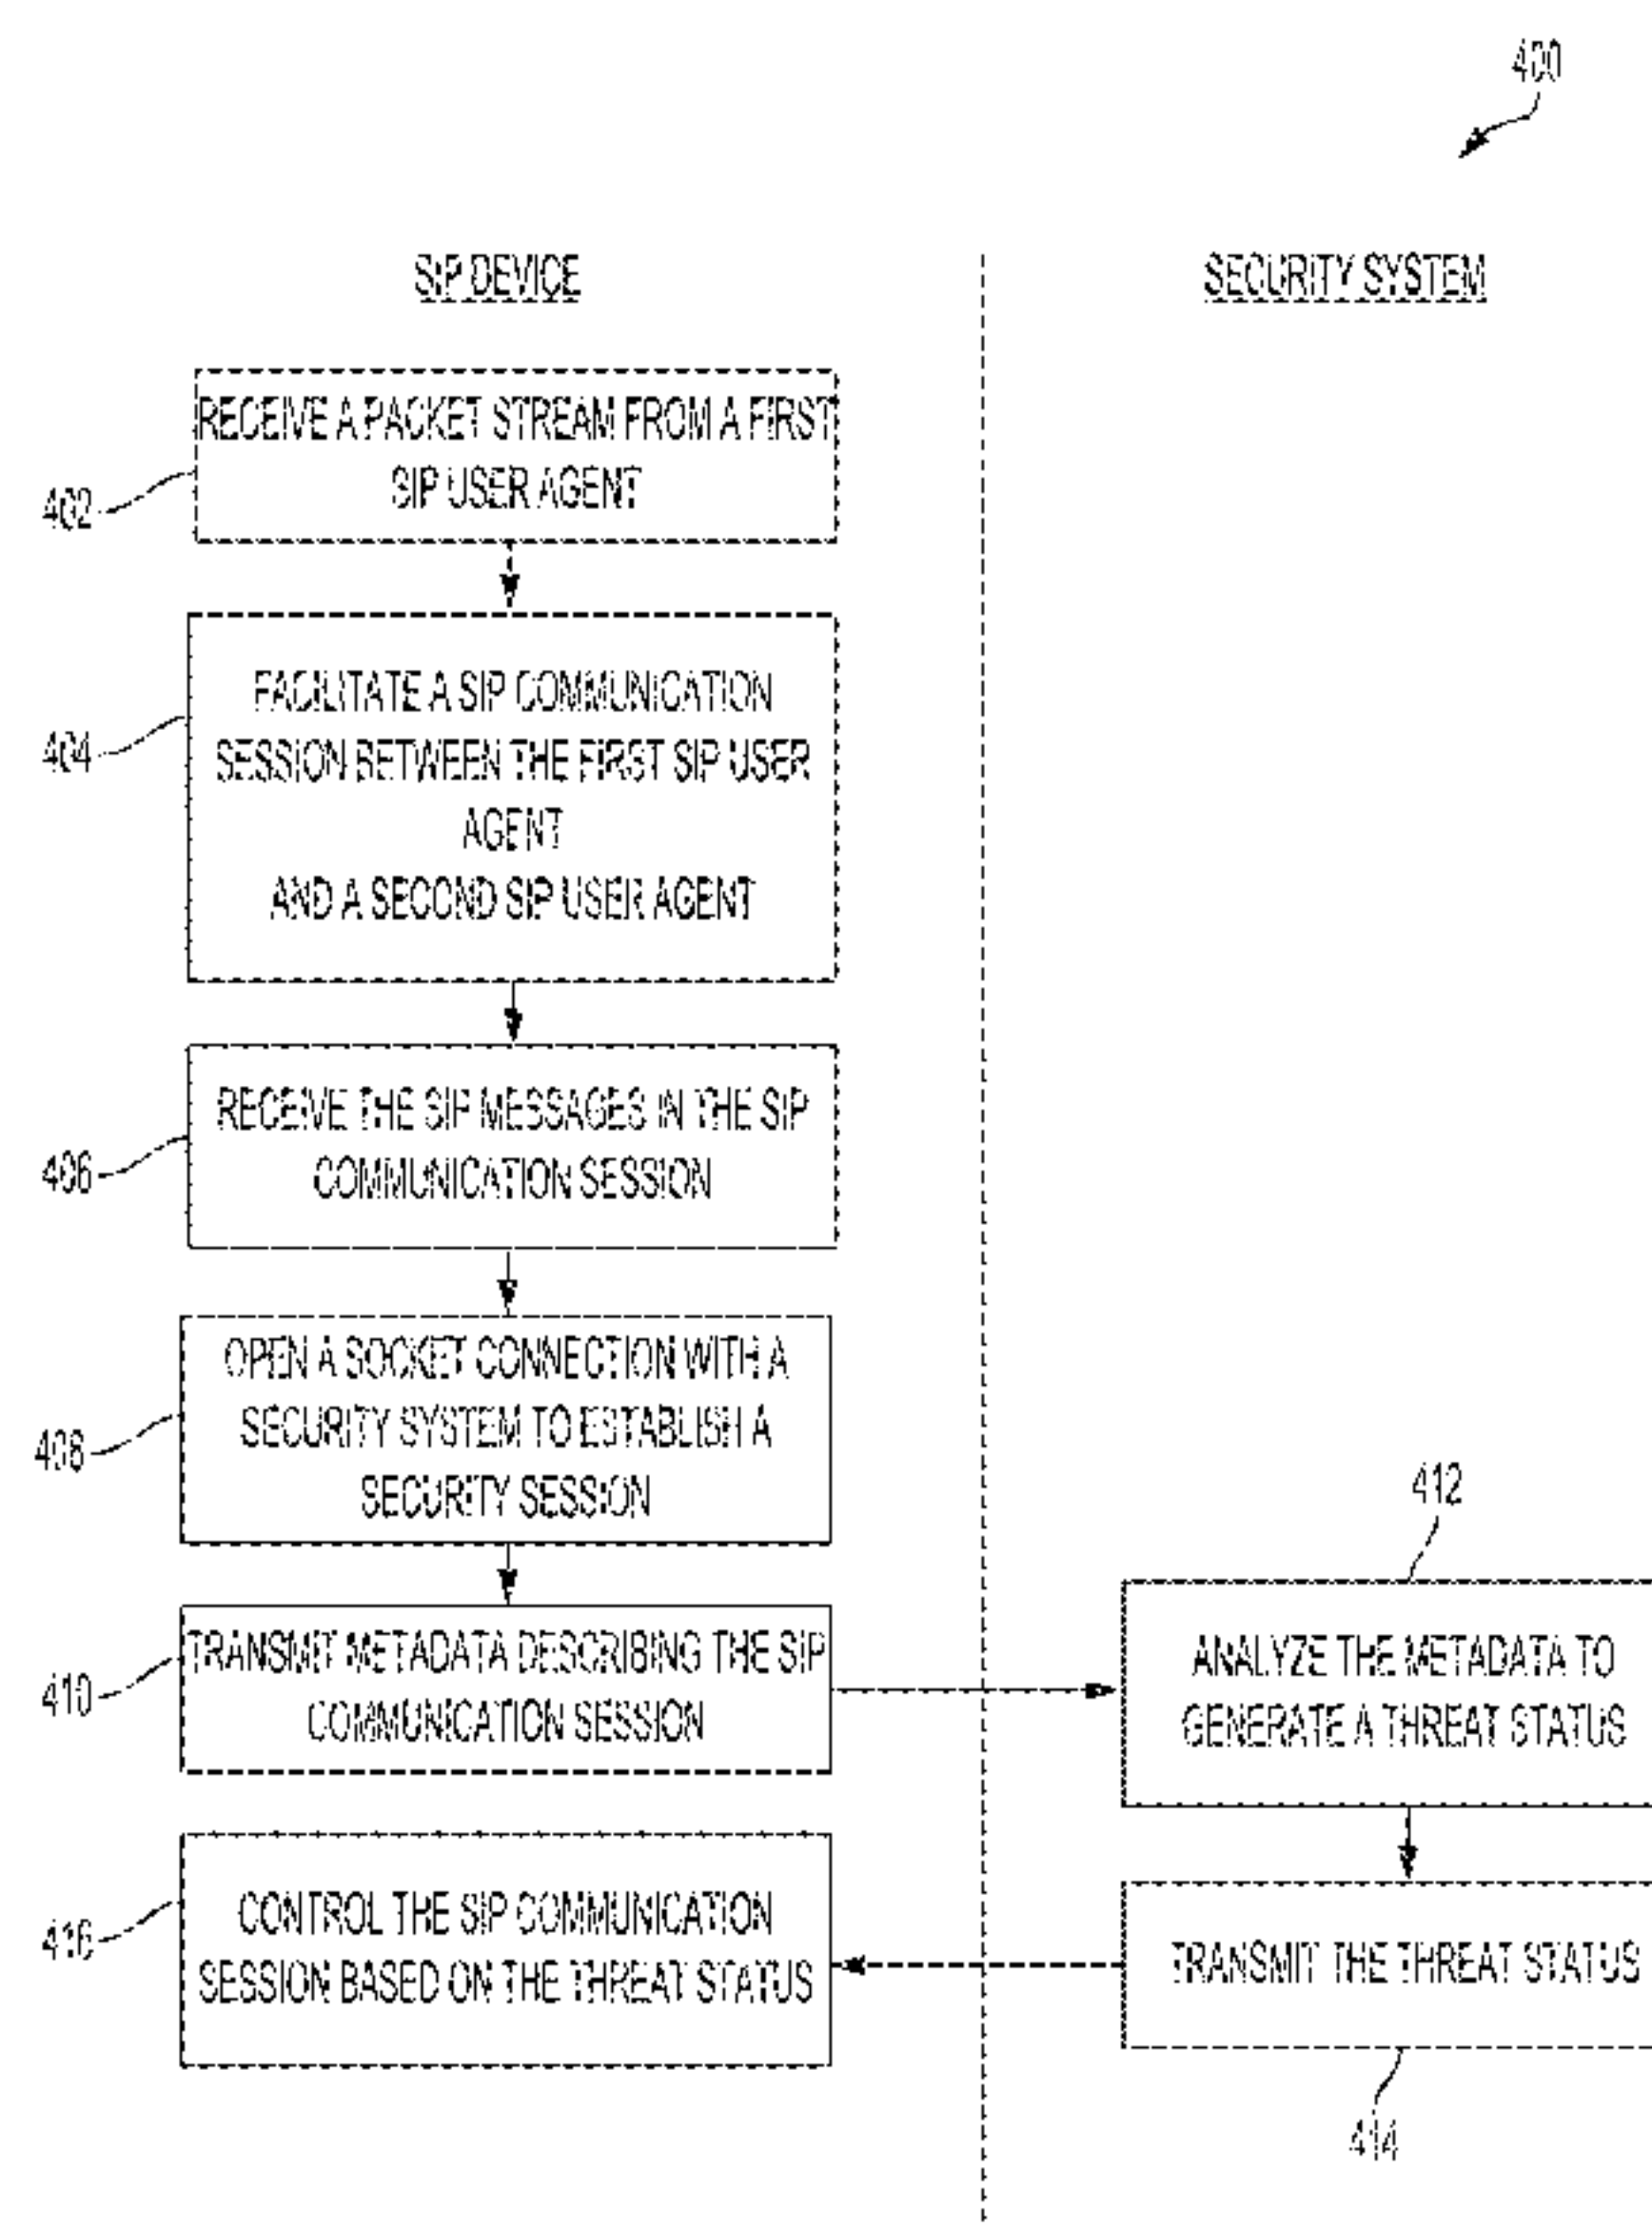 400
SIP DEVICE
SECURITY SYSTEM
RECEIVE A PACKET STREAM FROM A FIRST
SIP USER AGENT
402
FACILITATE A SIP COMMUNICATION
SESSION BETWEEN THE FIRST SIP USER
AGENT
AND A SECOND SIP USER AGENT
404
RECEIVE THE SIP MESSAGES IN THE SIP
COMMUNICATION SESSION
406
OPEN A SOCKET CONNECTION WITH A
SECURITY SYSTEM TO ESTABLISH A
SECURITY SESSION
408
TRANSMIT METADATA DESCRIBING THE SIP
COMMUNICATION SESSION
410
412
ANALYZE THE METADATA TO
GENERATE A THREAT STATUS
TRANSMIT THE THREAT STATUS
414
CONTROL THE SIP COMMUNICATION
SESSION BASED ON THE THREAT STATUS
416